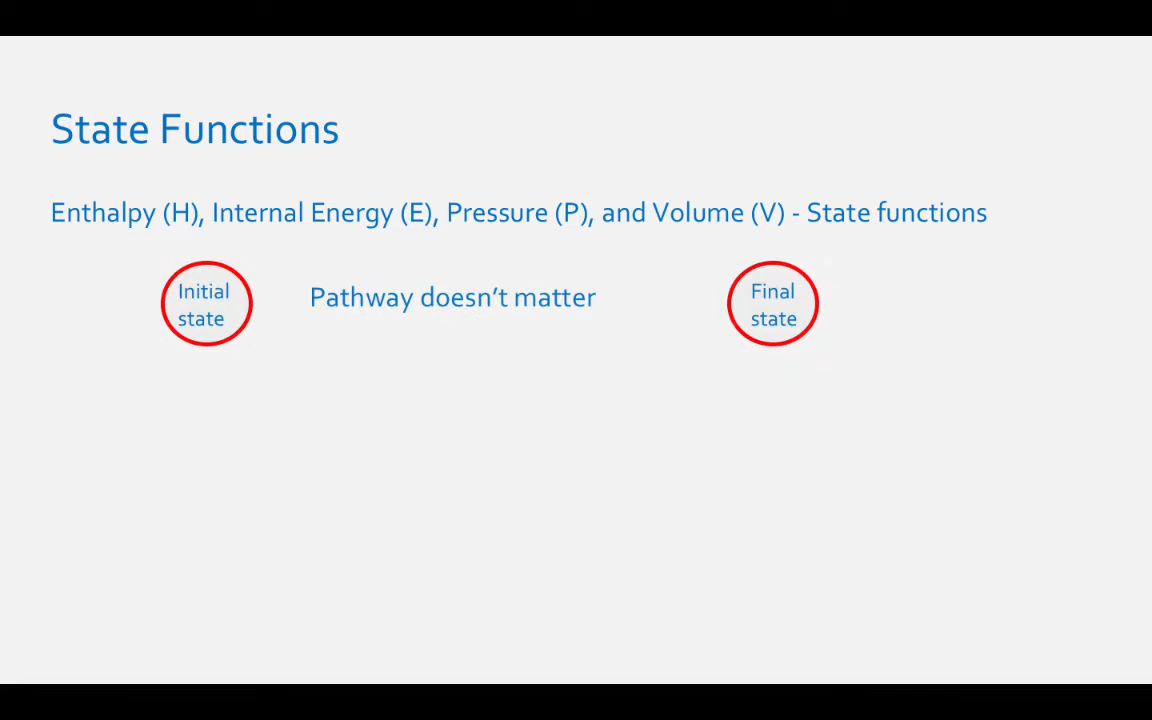 State Functions
Enthalpy (H), Internal Energy (E), Pressure (P), and Volume (V) - State functions
Initial
state
Pathway doesn’t matter
Final
state